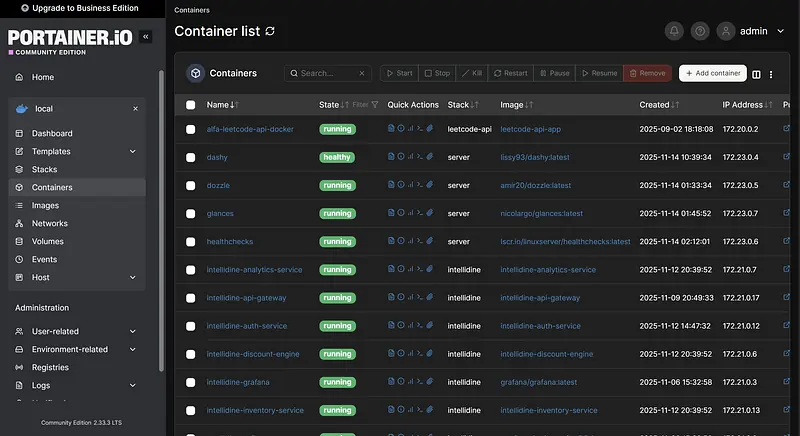 Upgrade to Business Edition
PORTAINER.IO
COMMUNITY EDITION
Home
local
Dashboard
Templates
Stacks
Containers
Images
Networks
Volumes
Events
Host
Administration
User-related
Environment-related
Registries
Logs
Community Edition 2.33.3 LTS
Containers
Container list
admin
Containers Search... Start Stop Kill Restart Pause Resume Remove + Add container
Name State Filter Quick Actions Stack Image Created IP Address
alfa-leetcode-api-docker running leetcode-api leetcode-api-app 2025-09-02 18:18:08 172.20.0.2
dashy healthy server lissy93/dashy:latest 2025-11-14 10:39:34 172.23.0.4
dozzle running server amir20/dozzle:latest 2025-11-14 01:33:34 172.23.0.5
glances running server nicolargo/glances:latest 2025-11-14 01:45:52 172.23.0.7
healthchecks running server lscr.io/linuxserver/healthchecks:latest 2025-11-14 02:12:01 172.23.0.6
intellidine-analytics-service running intellidine intellidine-analytics-service 2025-11-12 20:39:52 172.21.0.7
intellidine-api-gateway running intellidine intellidine-api-gateway 2025-11-09 20:49:33 172.21.0.17
intellidine-auth-service running intellidine intellidine-auth-service 2025-11-12 14:47:32 172.21.0.12
intellidine-discount-engine running intellidine intellidine-discount-engine 2025-11-12 20:39:52 172.21.0.6
intellidine-grafana running intellidine grafana/grafana:latest 2025-11-06 15:32:58 172.21.0.3
intellidine-inventory-service running intellidine intellidine-inventory-service 2025-11-12 20:39:52 172.21.0.13